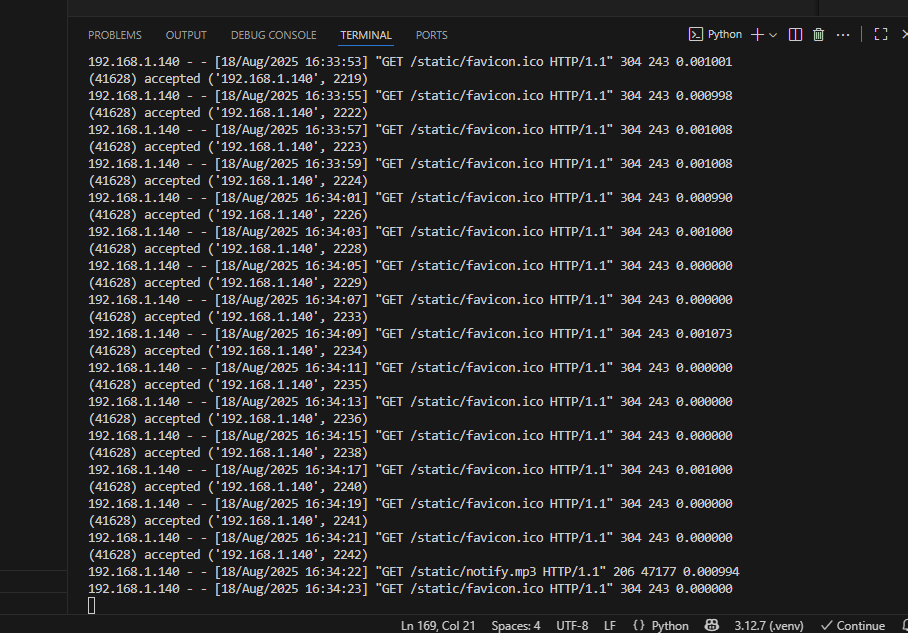 PROBLEMS OUTPUT DEBUG CONSOLE TERMINAL PORTS Python
192.168.1.140 - - [18/Aug/2025 16:33:53] "GET /static/favicon.ico HTTP/1.1" 304 243 0.001001
(41628) accepted ('192.168.1.140', 2219)
192.168.1.140 - - [18/Aug/2025 16:33:55] "GET /static/favicon.ico HTTP/1.1" 304 243 0.000998
(41628) accepted ('192.168.1.140', 2222)
192.168.1.140 - - [18/Aug/2025 16:33:57] "GET /static/favicon.ico HTTP/1.1" 304 243 0.001008
(41628) accepted ('192.168.1.140', 2223)
192.168.1.140 - - [18/Aug/2025 16:33:59] "GET /static/favicon.ico HTTP/1.1" 304 243 0.001008
(41628) accepted ('192.168.1.140', 2224)
192.168.1.140 - - [18/Aug/2025 16:34:01] "GET /static/favicon.ico HTTP/1.1" 304 243 0.000990
(41628) accepted ('192.168.1.140', 2226)
192.168.1.140 - - [18/Aug/2025 16:34:03] "GET /static/favicon.ico HTTP/1.1" 304 243 0.001000
(41628) accepted ('192.168.1.140', 2228)
192.168.1.140 - - [18/Aug/2025 16:34:05] "GET /static/favicon.ico HTTP/1.1" 304 243 0.000000
(41628) accepted ('192.168.1.140', 2229)
192.168.1.140 - - [18/Aug/2025 16:34:07] "GET /static/favicon.ico HTTP/1.1" 304 243 0.000000
(41628) accepted ('192.168.1.140', 2233)
192.168.1.140 - - [18/Aug/2025 16:34:09] "GET /static/favicon.ico HTTP/1.1" 304 243 0.001073
(41628) accepted ('192.168.1.140', 2234)
192.168.1.140 - - [18/Aug/2025 16:34:11] "GET /static/favicon.ico HTTP/1.1" 304 243 0.000000
(41628) accepted ('192.168.1.140', 2235)
192.168.1.140 - - [18/Aug/2025 16:34:13] "GET /static/favicon.ico HTTP/1.1" 304 243 0.000000
(41628) accepted ('192.168.1.140', 2236)
192.168.1.140 - - [18/Aug/2025 16:34:15] "GET /static/favicon.ico HTTP/1.1" 304 243 0.000000
(41628) accepted ('192.168.1.140', 2238)
192.168.1.140 - - [18/Aug/2025 16:34:17] "GET /static/favicon.ico HTTP/1.1" 304 243 0.001000
(41628) accepted ('192.168.1.140', 2240)
192.168.1.140 - - [18/Aug/2025 16:34:19] "GET /static/favicon.ico HTTP/1.1" 304 243 0.000000
(41628) accepted ('192.168.1.140', 2241)
192.168.1.140 - - [18/Aug/2025 16:34:21] "GET /static/favicon.ico HTTP/1.1" 304 243 0.000000
(41628) accepted ('192.168.1.140', 2242)
192.168.1.140 - - [18/Aug/2025 16:34:22] "GET /static/notify.mp3 HTTP/1.1" 206 47177 0.000994
192.168.1.140 - - [18/Aug/2025 16:34:23] "GET /static/favicon.ico HTTP/1.1" 304 243 0.000000
Ln 169, Col 21 Spaces: 4 UTF-8 LF {} Python 3.12.7 (.venv) ✓ Continue